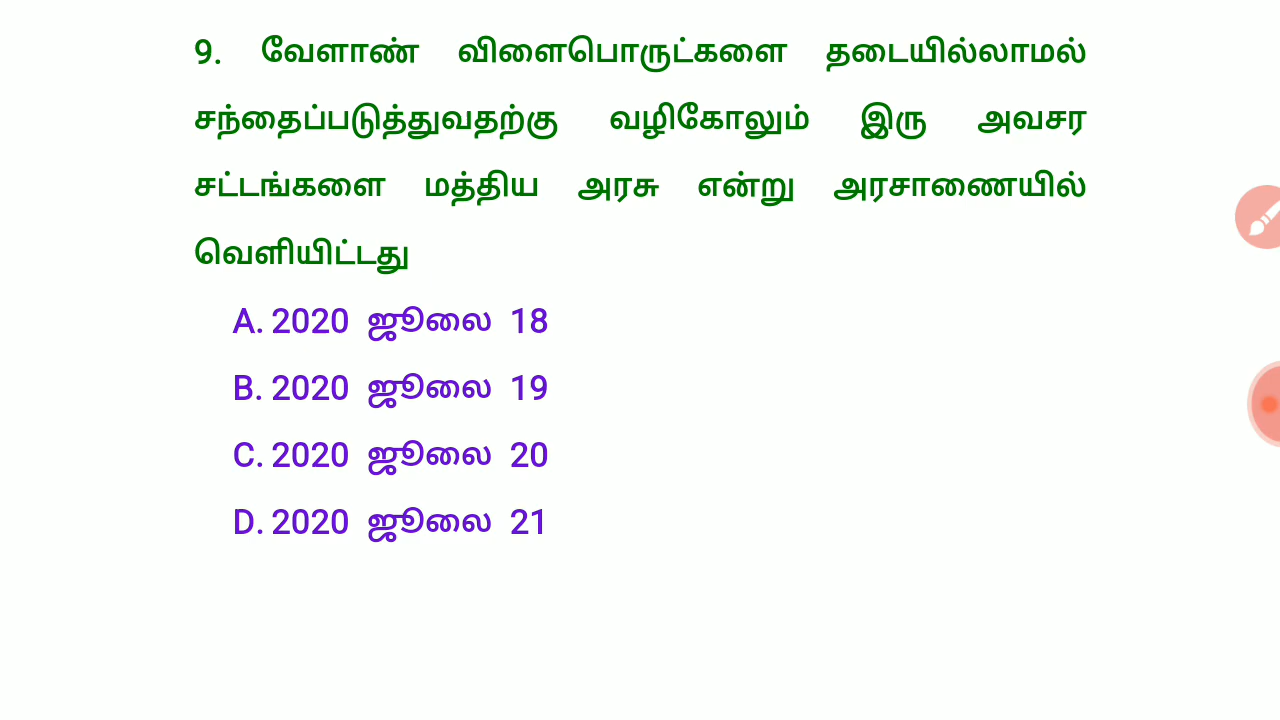 9. வேளாண் விளைபொருட்களை தடையில்லாமல்
சந்தைப்படுத்துவதற்கு வழிகோலும் இரு அவசர
சட்டங்களை மத்திய அரசு என்று அரசாணையில்
வெளியிட்டது
A. 2020 ஜூலை 18
B. 2020 ஜூலை 19
C. 2020 ஜூலை 20
D. 2020 ஜூலை 21